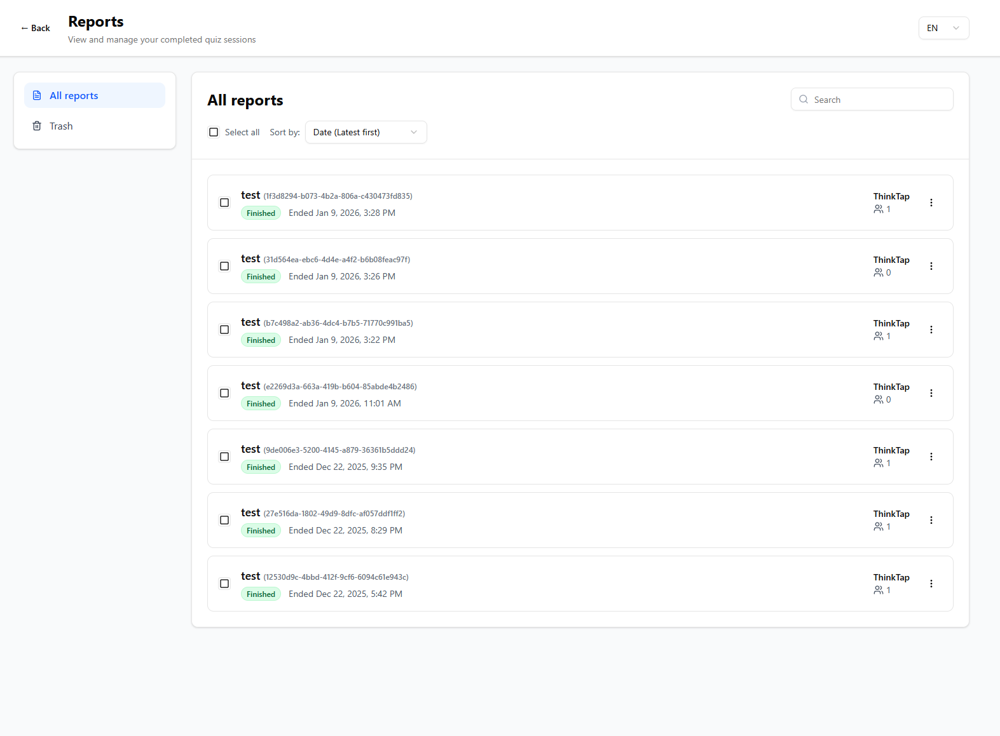 ← Back
Reports
View and manage your completed quiz sessions
EN
All reports
Trash
All reports
Search
Select all
Sort by:
Date (Latest first)
test (1f3d8294-b073-4b2a-806a-c430473fd835)
Finished
Ended Jan 9, 2026, 3:28 PM
ThinkTap
1
test (31d564ea-ebc6-4d4e-a4f2-b6b08feac97f)
Finished
Ended Jan 9, 2026, 3:26 PM
ThinkTap
0
test (b7c498a2-ab36-4dc4-b7b5-71770c991ba5)
Finished
Ended Jan 9, 2026, 3:22 PM
ThinkTap
1
test (e2269d3a-663a-419b-b604-85abde4b2486)
Finished
Ended Jan 9, 2026, 11:01 AM
ThinkTap
0
test (9de006e3-5200-4145-a879-36361b5ddd24)
Finished
Ended Dec 22, 2025, 9:35 PM
ThinkTap
1
test (27e516da-1802-49d9-8dfc-af057ddf1ff2)
Finished
Ended Dec 22, 2025, 8:29 PM
ThinkTap
1
test (12530d9c-4bbd-412f-9cf6-6094c61e943c)
Finished
Ended Dec 22, 2025, 5:42 PM
ThinkTap
1